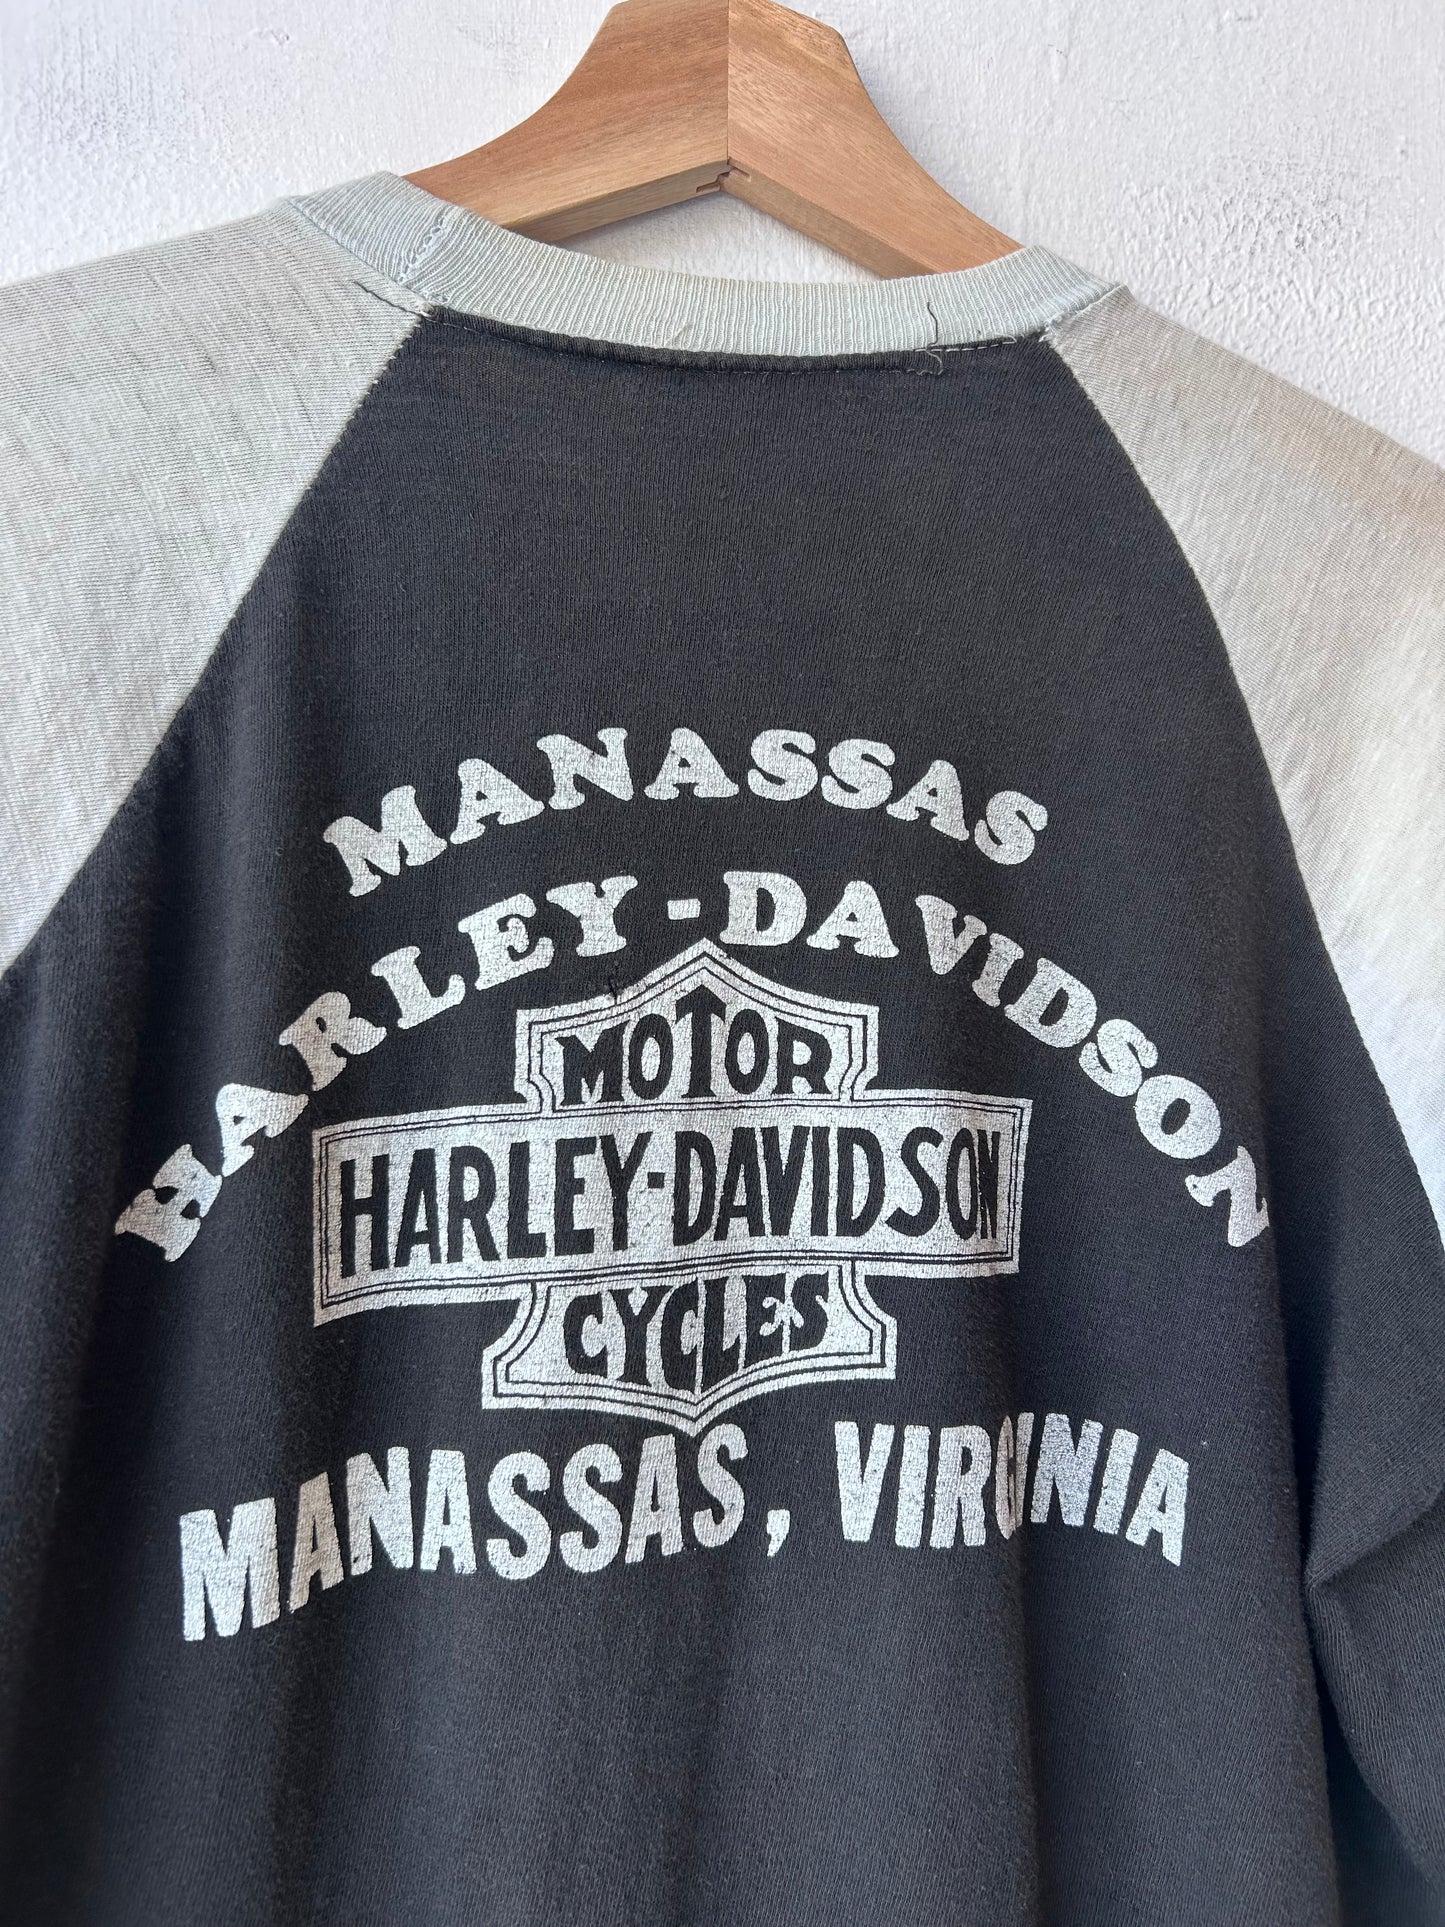 MANASSAS
HARLEY-DAVIDSON
MOTOR
HARLEY-DAVIDSON
CYCLES
MANASSAS, VIRGINIA